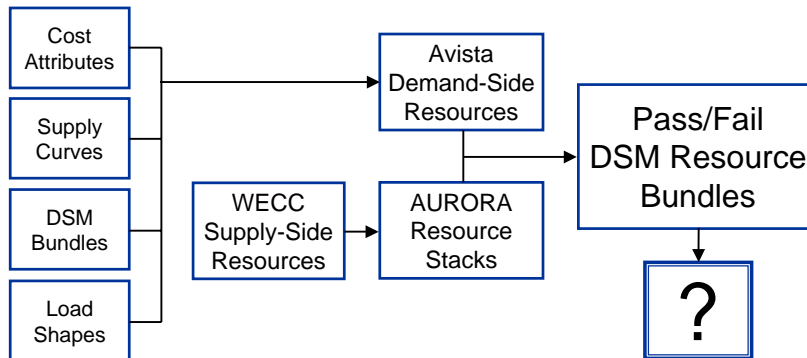 Cost
Attributes
Supply
Curves
DSM
Bundles
Load
Shapes
Avista
Demand-Side
Resources
WECC
Supply-Side
Resources
AURORA
Resource
Stacks
Pass/Fail
DSM Resource
Bundles
?